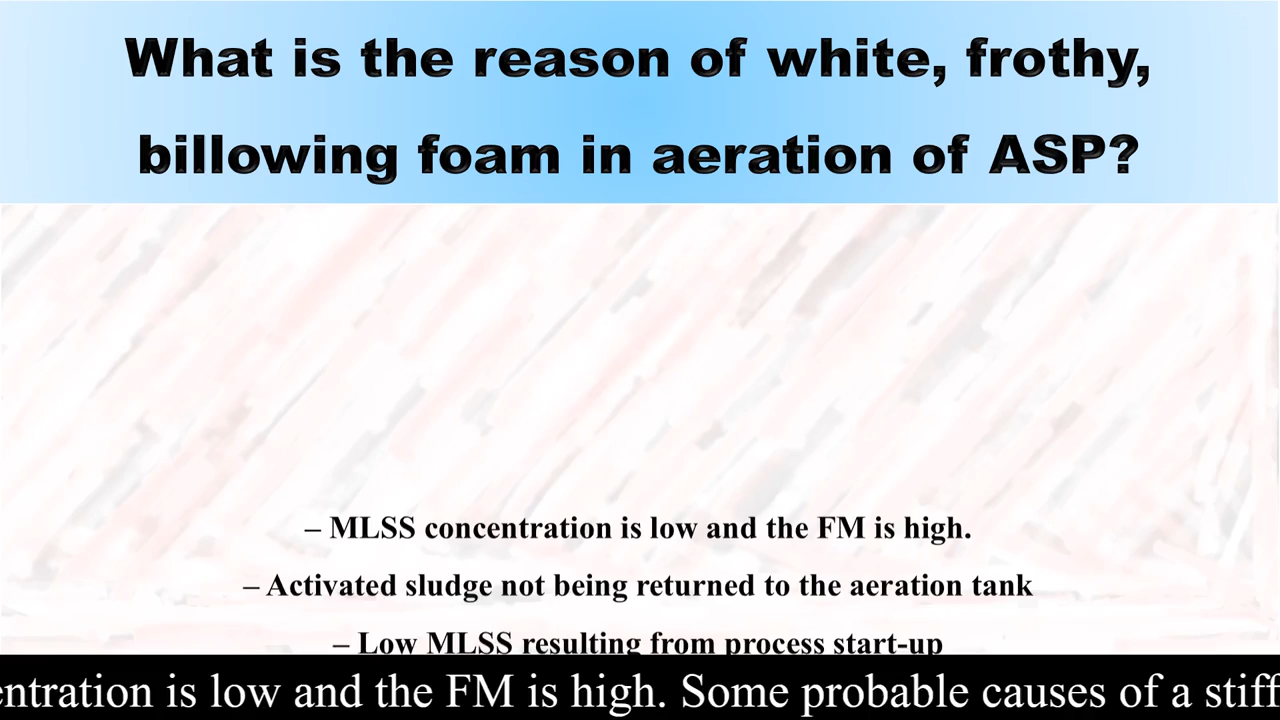 What is the reason of white, frothy,
billowing foam in aeration of ASP?
– MLSS concentration is low and the FM is high.
– Activated sludge not being returned to the aeration tank
– Low MLSS resulting from process start-up
entration is low and the FM is high. Some probable causes of a stiff